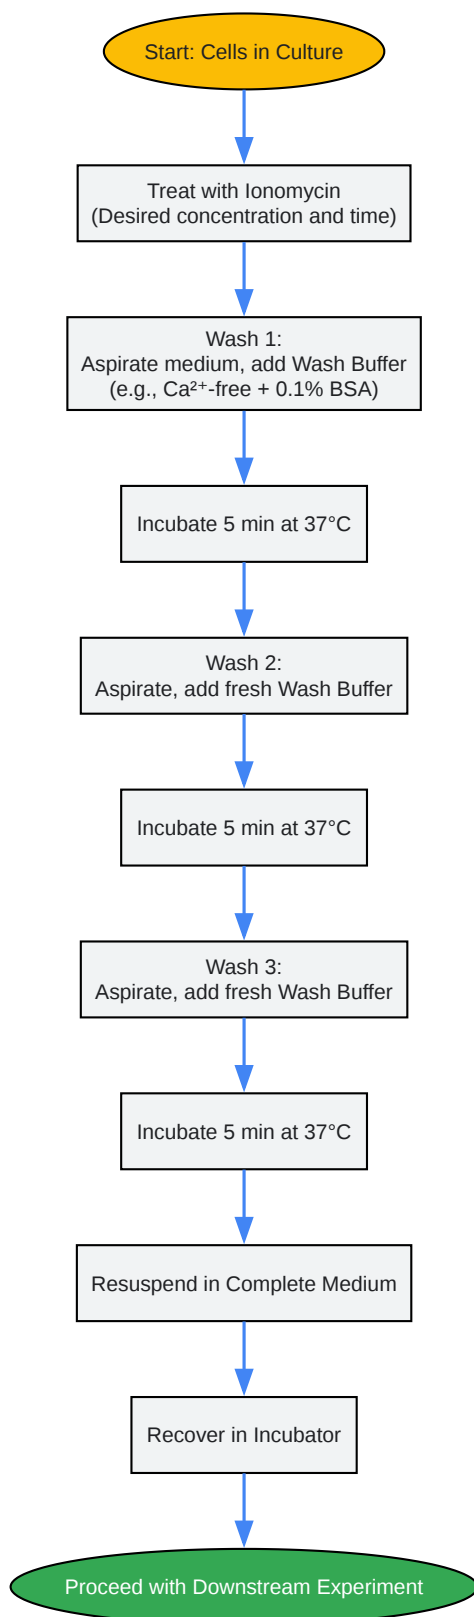 Start: Cells in Culture
Treat with Ionomycin
(Desired concentration and time)
Wash 1:
Aspirate medium, add Wash Buffer
(e.g., Ca²⁺-free + 0.1% BSA)
Incubate 5 min at 37°C
Wash 2:
Aspirate, add fresh Wash Buffer
Incubate 5 min at 37°C
Wash 3:
Aspirate, add fresh Wash Buffer
Incubate 5 min at 37°C
Resuspend in Complete Medium
Recover in Incubator
Proceed with Downstream Experiment